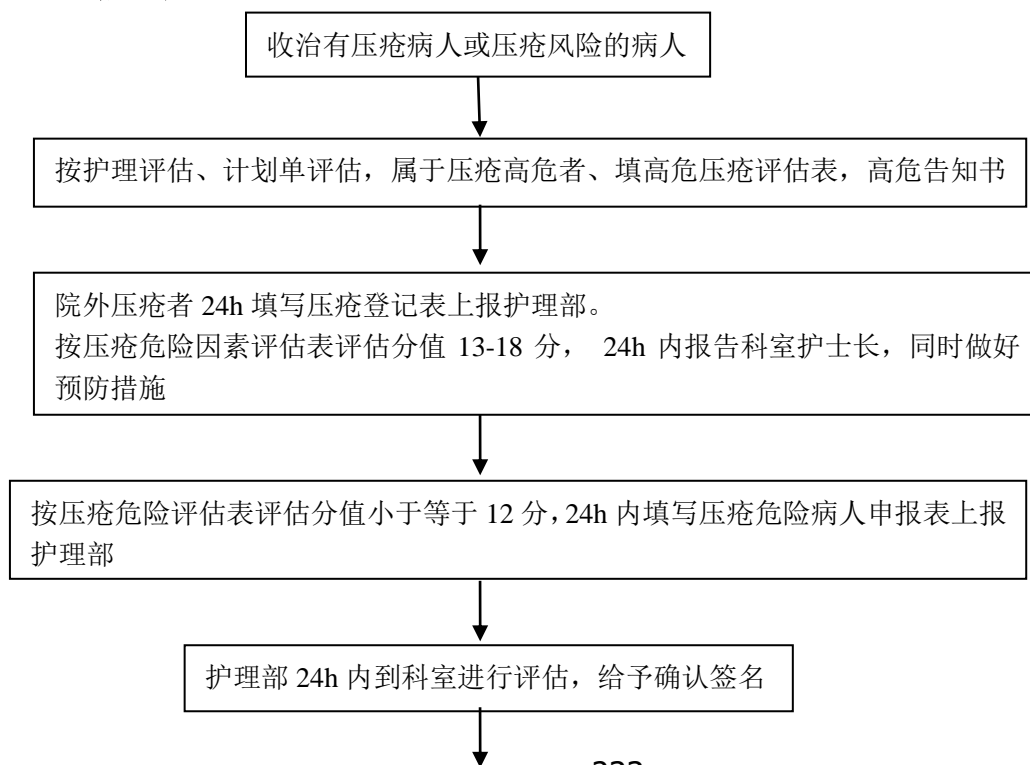 收治有压疮病人或压疮风险的病人
按护理评估、计划单评估，属于压疮高危者、填高危压疮评估表，高危告知书
院外压疮者 24h 填写压疮登记表上报护理部。
按压疮危险因素评估表评估分值 13-18 分， 24h 内报告科室护士长，同时做好
预防措施
按压疮危险评估表评估分值小于等于 12 分，24h 内填写压疮危险病人申报表上报
护理部
护理部 24h 内到科室进行评估，给予确认签名